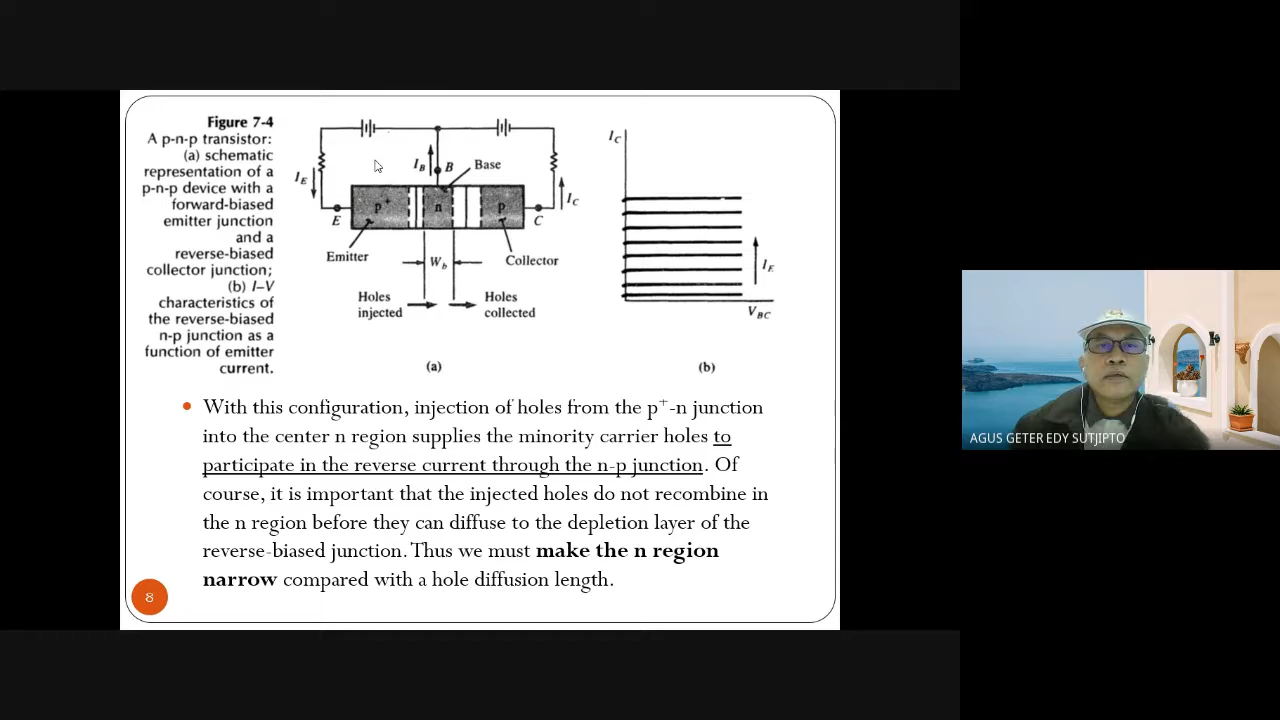 Figure 7-4
A p-n-p transistor:
(a) schematic
representation of a
p-n-p device with a
forward-biased
emitter junction
and a
reverse-biased
collector junction;
(b) I–V
characteristics of
the reverse-biased
n-p junction as a
function of emitter
current.
I_E
I_B
B
Base
I_C
E
p+
n
p
C
Emitter
W_b
Collector
Holes
injected
Holes
collected
(a)
I_C
I_E
V_BC
(b)
• With this configuration, injection of holes from the p+-n junction
into the center n region supplies the minority carrier holes to
participate in the reverse current through the n-p junction. Of
course, it is important that the injected holes do not recombine in
the n region before they can diffuse to the depletion layer of the
reverse-biased junction. Thus we must make the n region
narrow compared with a hole diffusion length.
8
AGUS GETER EDY SUTJIPTO